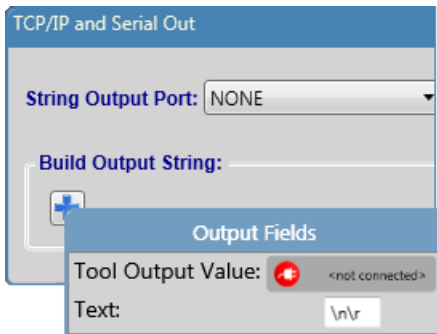 TCP/IP and Serial Out
String Output Port: NONE
Build Output String:
Output Fields
Tool Output Value: <not connected>
Text: \n\r